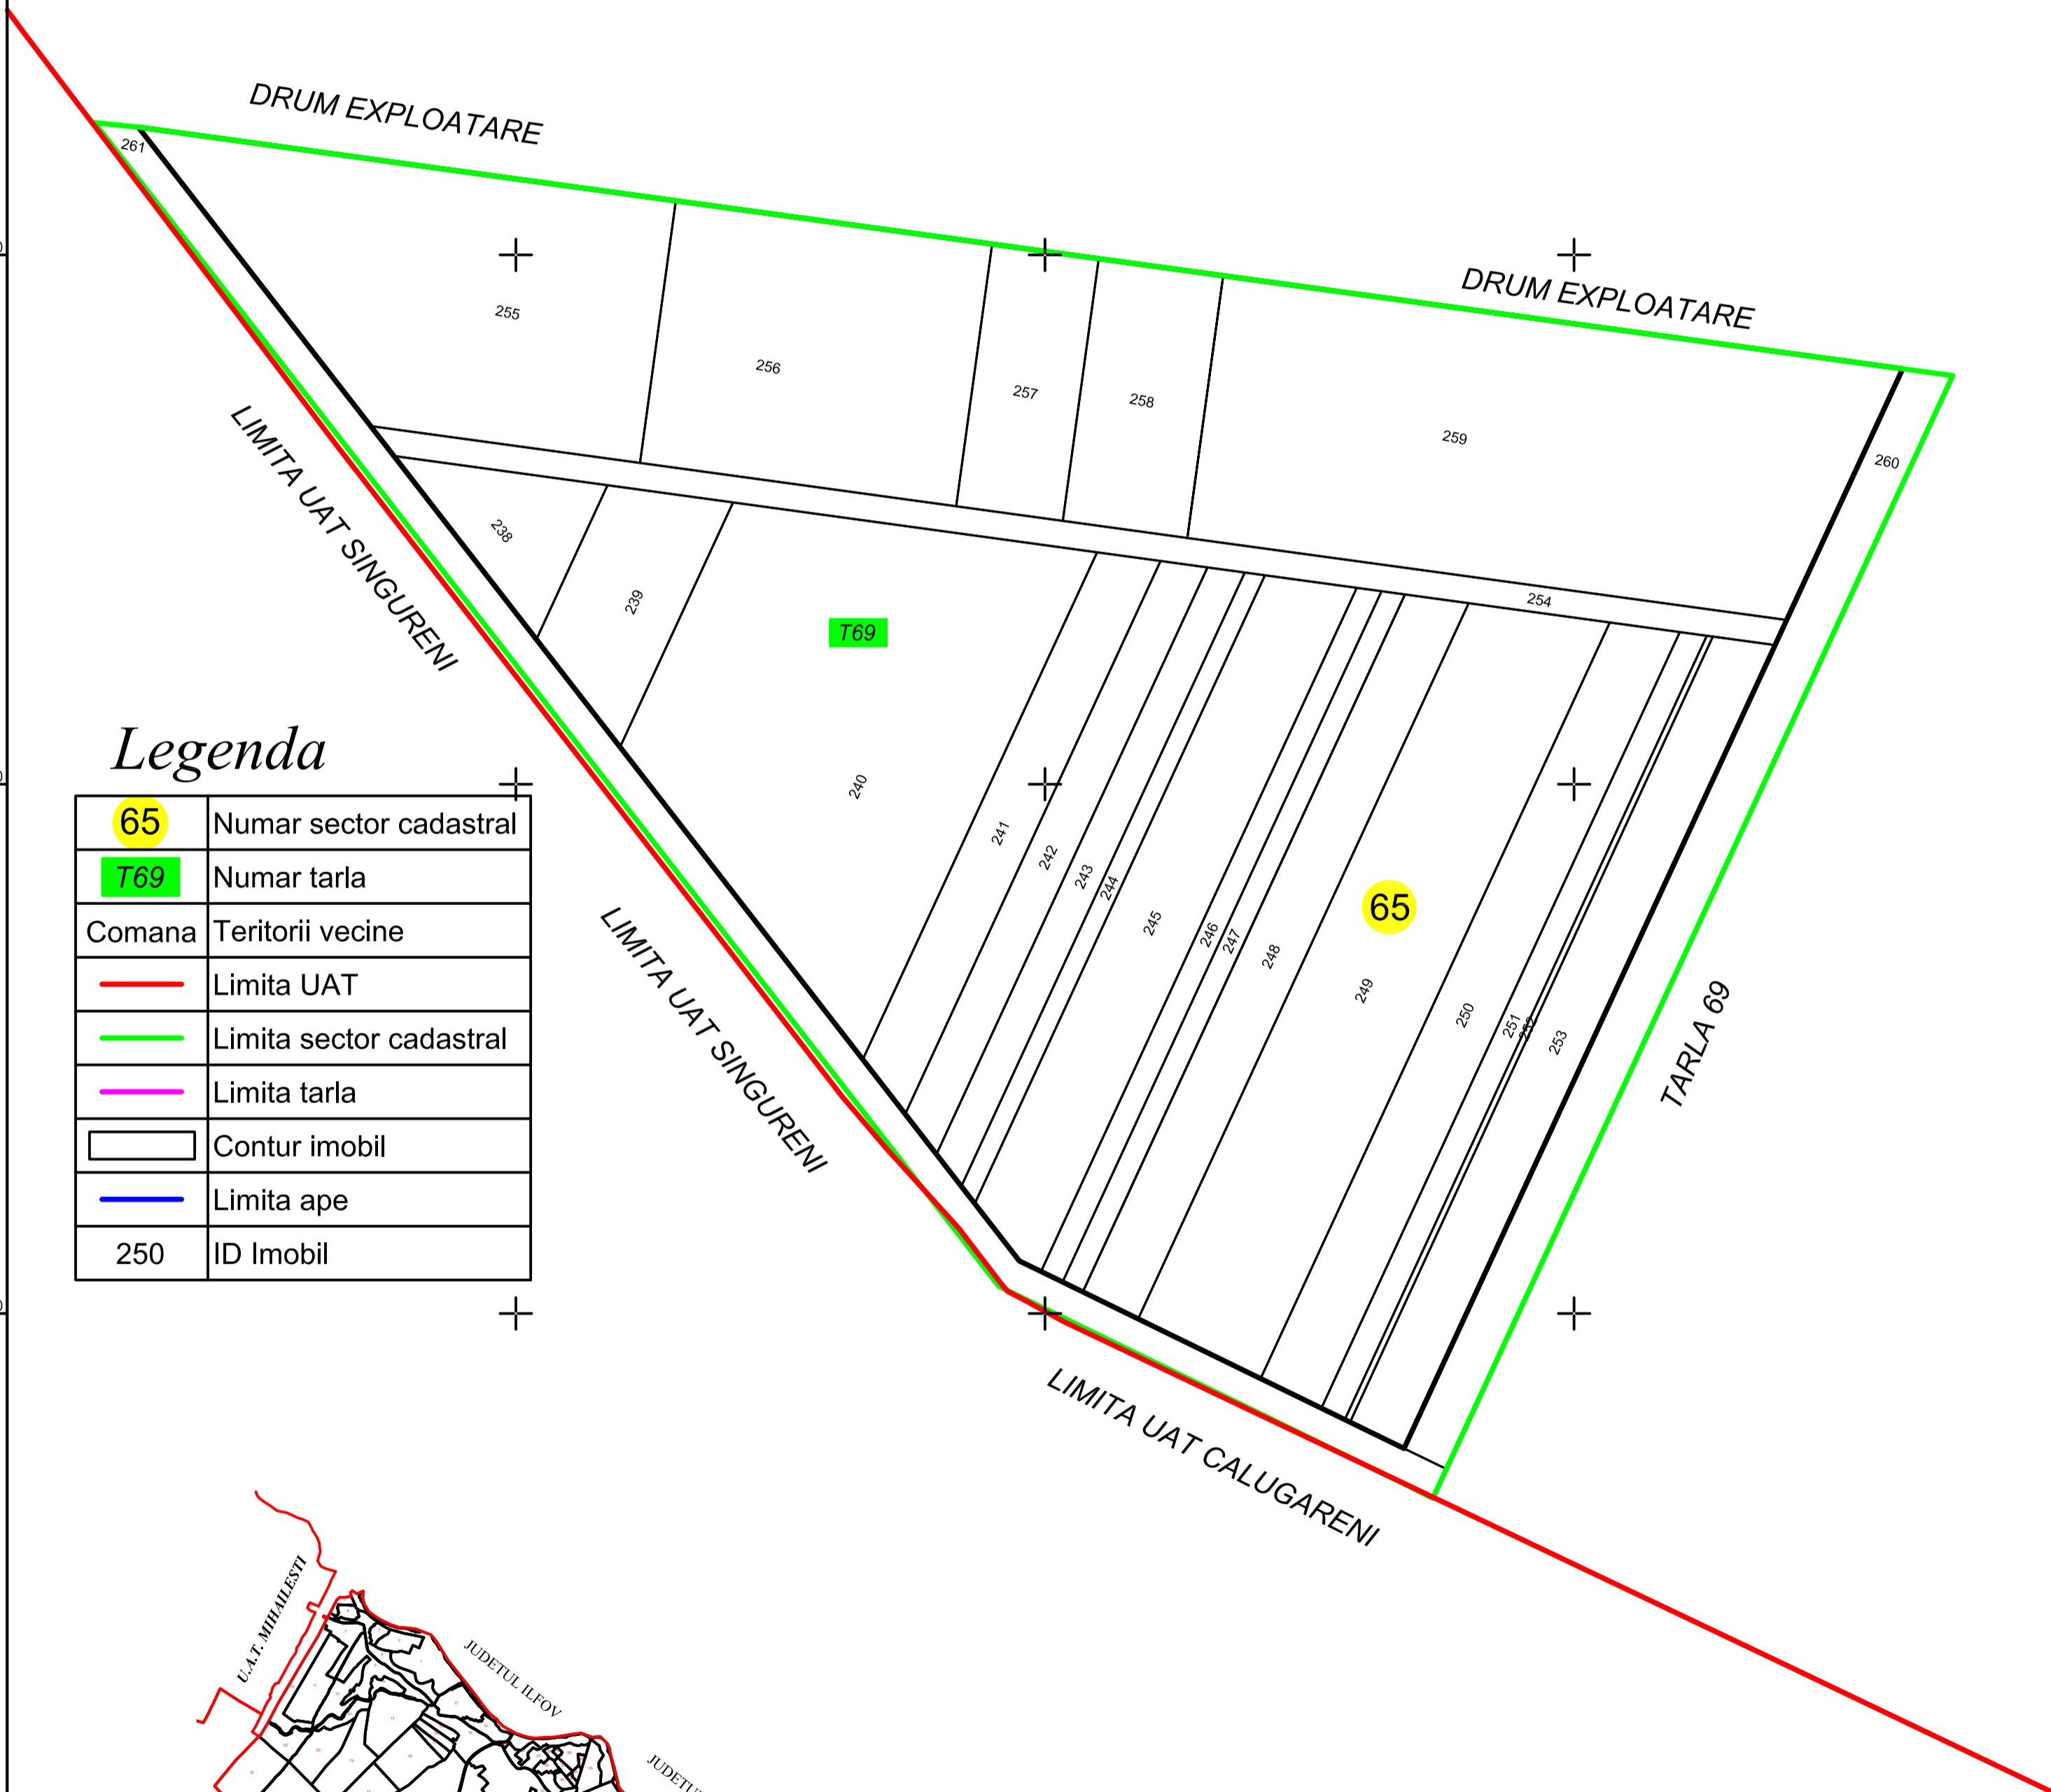 DRUM EXPLOATARE
261
DRUM EXPLOATARE
255
256
257
258
259
260
LIMITA UAT SINGURENI
238
239
T69
254
240
241
242
243
244
245
246
247
248
65
249
250
251
252
253
TARLA 69
LIMITA UAT SINGURENI
LIMITA UAT CALUGARENI
Legenda
65 Numar sector cadastral
T69 Numar tarla
Comana Teritorii vecine
Limita UAT
Limita sector cadastral
Limita tarla
Contur imobil
Limita ape
250 ID Imobil
U.A.T. MIHAILESTI
JUDETUL ILFOV